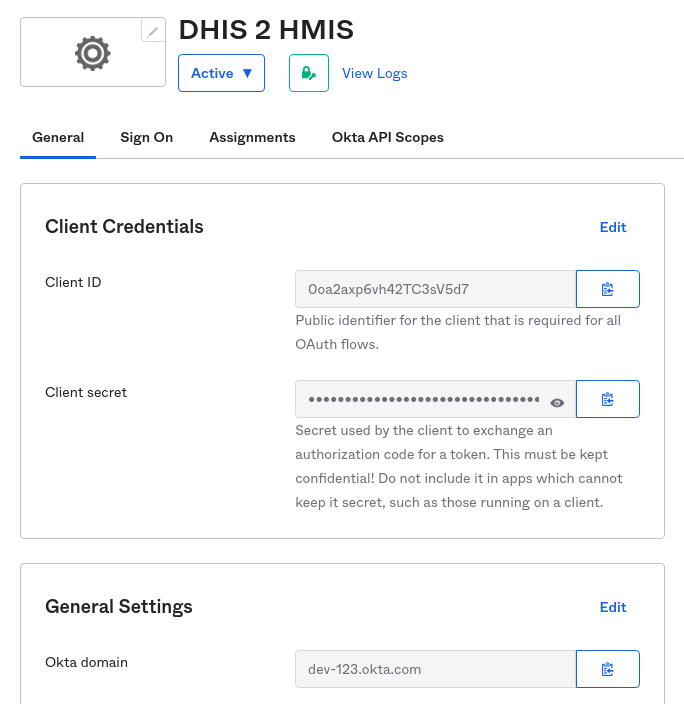 DHIS 2 HMIS
Active ▼
View Logs
General
Sign On
Assignments
Okta API Scopes
Client Credentials
Edit
Client ID
0oa2axp6vh42TC3sV5d7
Public identifier for the client that is required for all
OAuth flows.
Client secret
••••••••••••••••••••••••••••••••
Secret used by the client to exchange an
authorization code for a token. This must be kept
confidential! Do not include it in apps which cannot
keep it secret, such as those running on a client.
General Settings
Edit
Okta domain
dev-123.okta.com